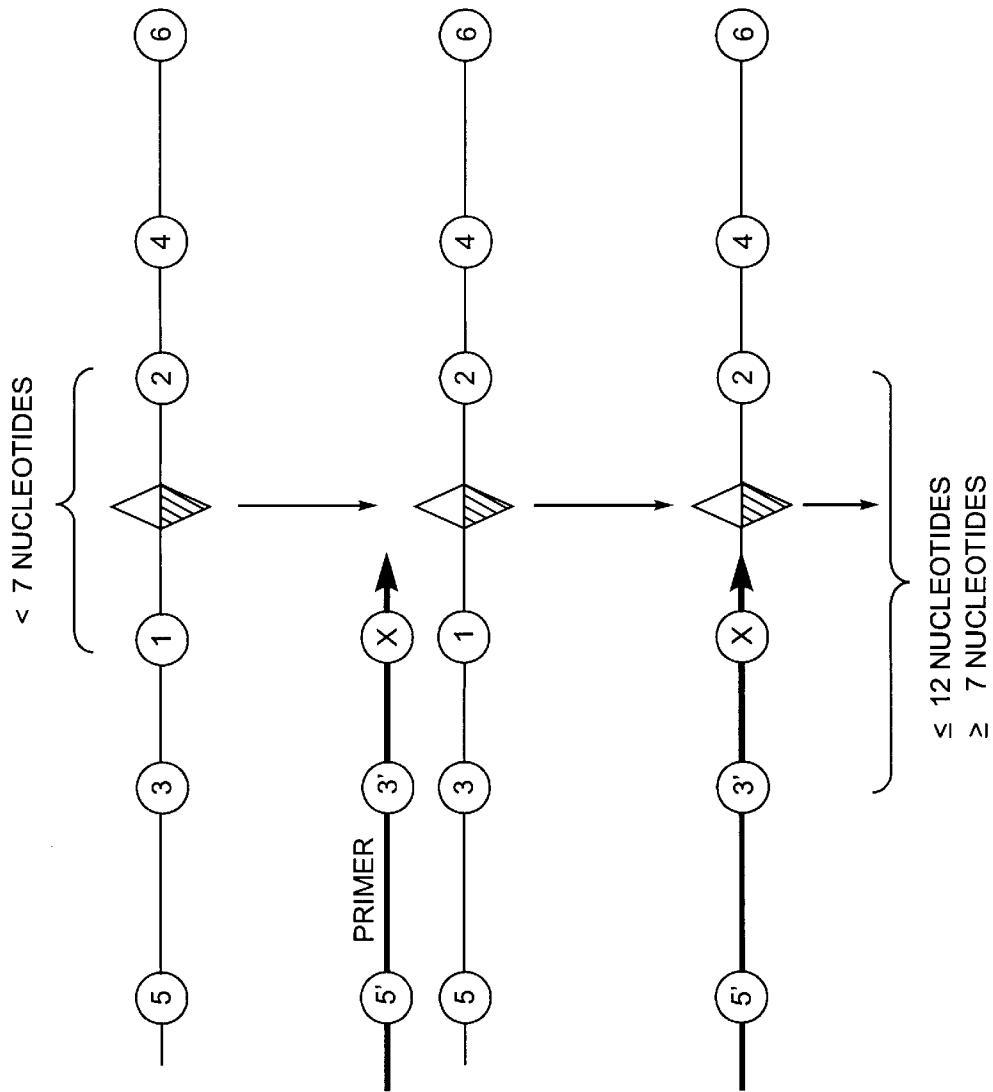 < 7 NUCLEOTIDES
5 3 1 2 4 6
PRIMER
5' 3' X
5 3 1 2 4 6
5' 3' X 2 4 6
≤ 12 NUCLEOTIDES
≥ 7 NUCLEOTIDES